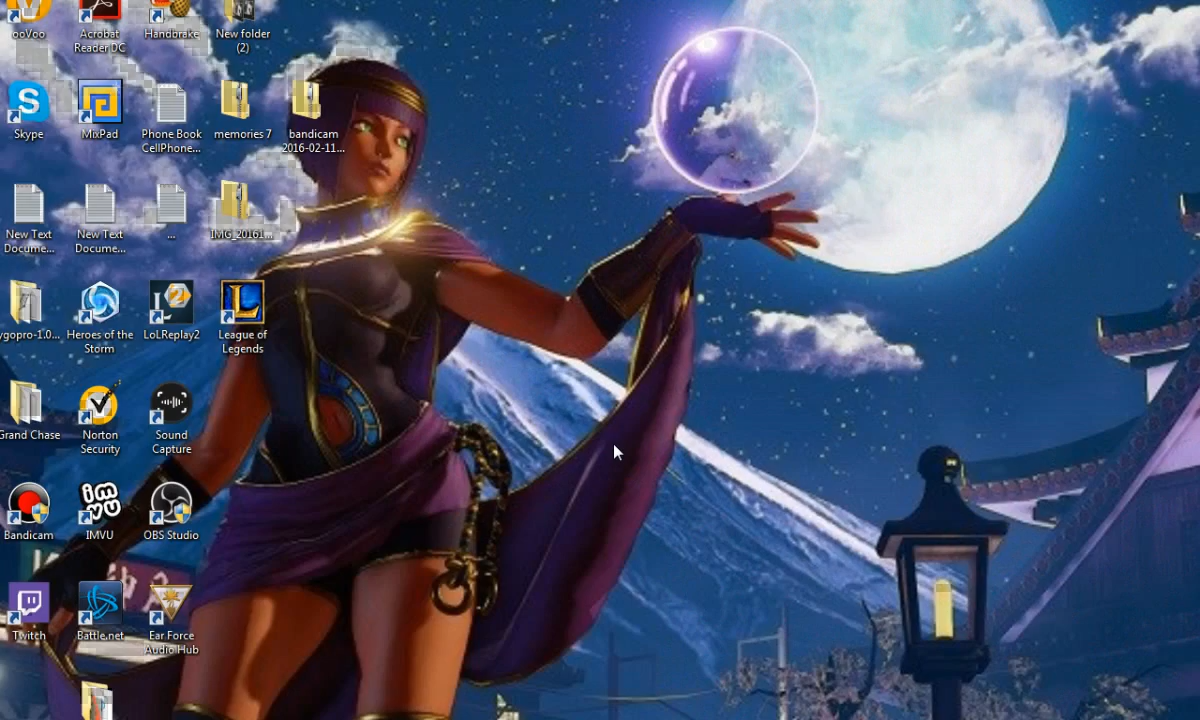 ooVoo
Acrobat
Reader DC
Handbrake
New folder
(2)
Skype
MixPad
Phone Book
CellPhone...
memories 7
bandicam
2016-02-11...
New Text
Docume...
New Text
Docume...
...
IMG_20161...
ygopro-1.0...
Heroes of the
Storm
LoLReplay2
League of
Legends
Grand Chase
Norton
Security
Sound
Capture
Bandicam
imvu
IMVU
OBS Studio
Twitch
Battle.net
Ear Force
Audio Hub